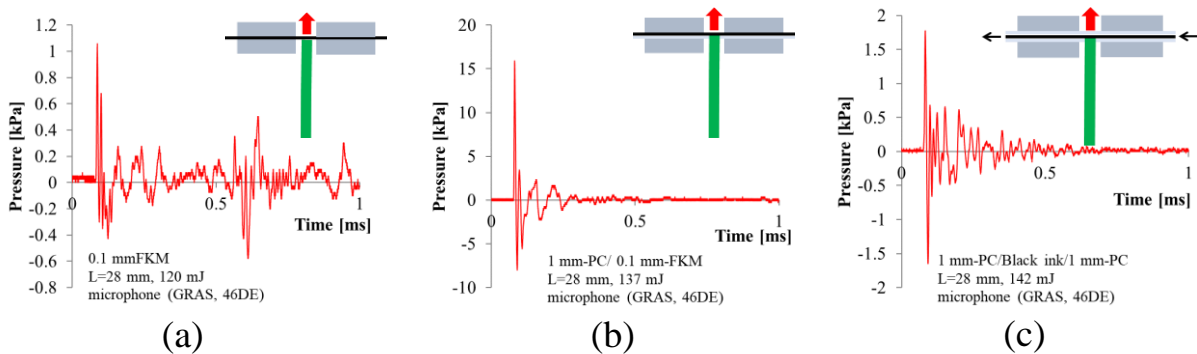 1.2
1
0.8
0.6
0.4
0.2
0
-0.2
-0.4
-0.6
-0.8
Pressure [kPa]
0
0.5
1
Time [ms]
0.1 mmFKM
L=28 mm, 120 mJ
microphone (GRAS, 46DE)
(a)
20
15
10
5
0
-5
-10
Pressure [kPa]
0
0.5
1
Time [ms]
1 mm-PC/ 0.1 mm-FKM
L=28 mm, 137 mJ
microphone (GRAS, 46DE)
(b)
2
1.5
1
0.5
0
-0.5
-1
-1.5
-2
Pressure [kPa]
0
0.5
1
Time [ms]
1 mm-PC/Black ink/1 mm-PC
L=28 mm, 142 mJ
microphone (GRAS, 46DE)
(c)